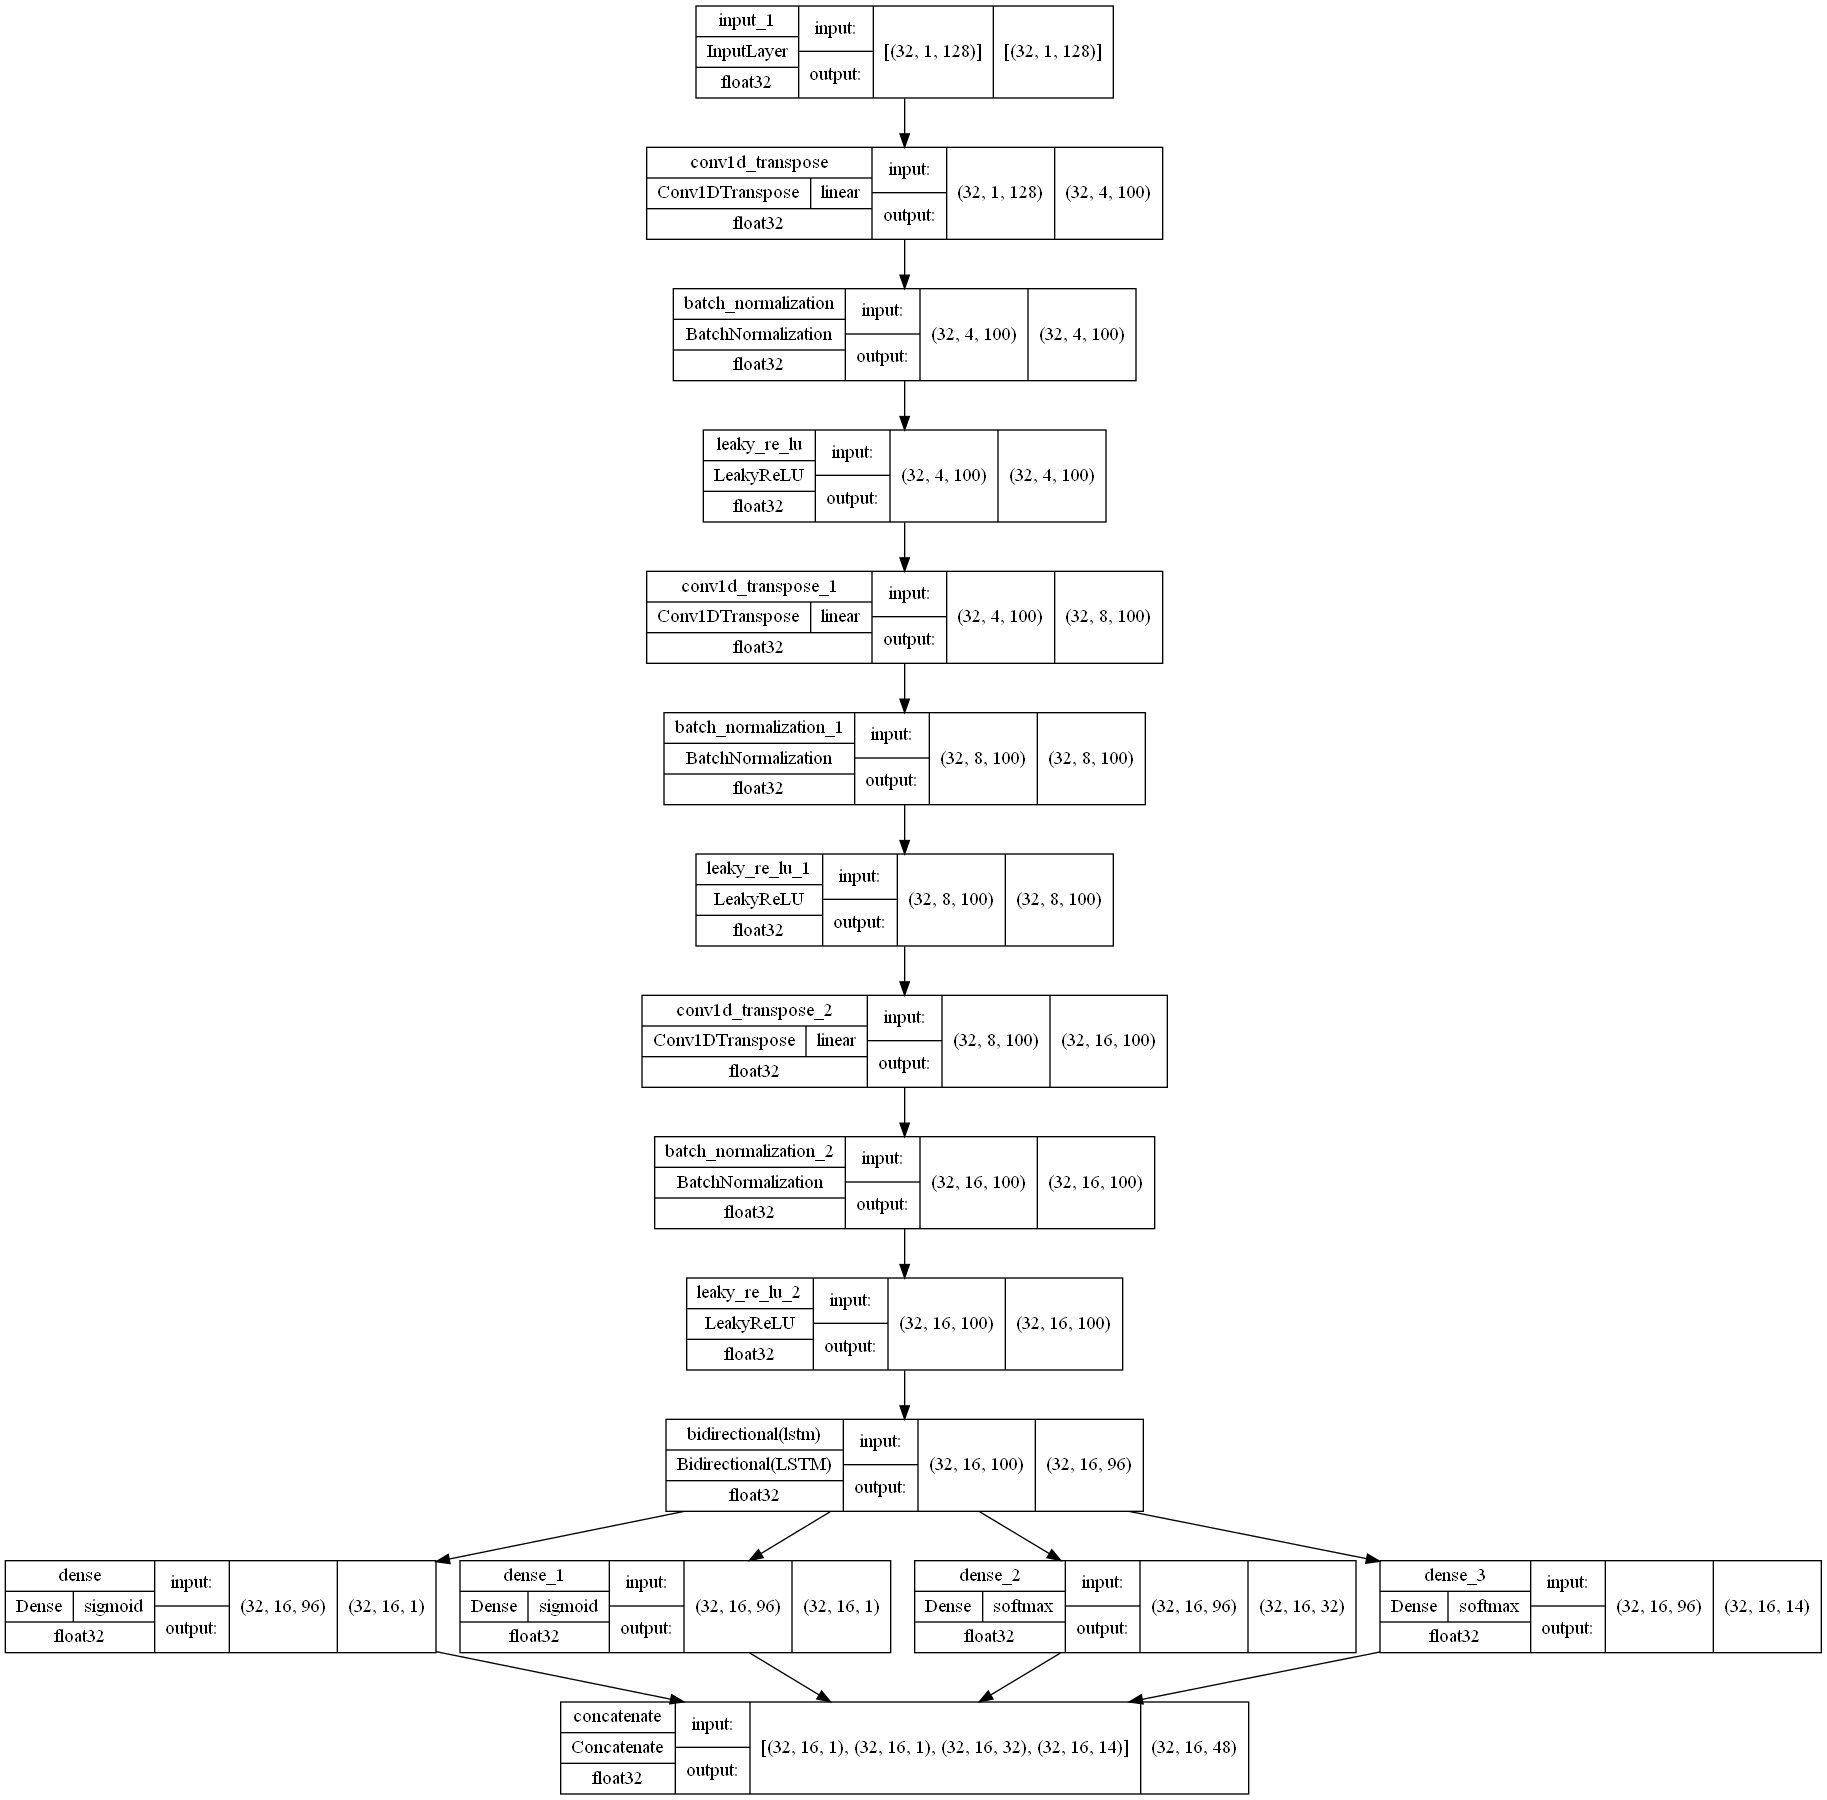 input_1
InputLayer
float32
input:
output:
[(32, 1, 128)]
[(32, 1, 128)]
conv1d_transpose
Conv1DTranspose
linear
float32
input:
output:
(32, 1, 128)
(32, 4, 100)
batch_normalization
BatchNormalization
float32
input:
output:
(32, 4, 100)
(32, 4, 100)
leaky_re_lu
LeakyReLU
float32
input:
output:
(32, 4, 100)
(32, 4, 100)
conv1d_transpose_1
Conv1DTranspose
linear
float32
input:
output:
(32, 4, 100)
(32, 8, 100)
batch_normalization_1
BatchNormalization
float32
input:
output:
(32, 8, 100)
(32, 8, 100)
leaky_re_lu_1
LeakyReLU
float32
input:
output:
(32, 8, 100)
(32, 8, 100)
conv1d_transpose_2
Conv1DTranspose
linear
float32
input:
output:
(32, 8, 100)
(32, 16, 100)
batch_normalization_2
BatchNormalization
float32
input:
output:
(32, 16, 100)
(32, 16, 100)
leaky_re_lu_2
LeakyReLU
float32
input:
output:
(32, 16, 100)
(32, 16, 100)
bidirectional(lstm)
Bidirectional(LSTM)
float32
input:
output:
(32, 16, 100)
(32, 16, 96)
dense
Dense
sigmoid
float32
input:
output:
(32, 16, 96)
(32, 16, 1)
dense_1
Dense
sigmoid
float32
input:
output:
(32, 16, 96)
(32, 16, 1)
dense_2
Dense
softmax
float32
input:
output:
(32, 16, 96)
(32, 16, 32)
dense_3
Dense
softmax
float32
input:
output:
(32, 16, 96)
(32, 16, 14)
concatenate
Concatenate
float32
input:
output:
[(32, 16, 1), (32, 16, 1), (32, 16, 32), (32, 16, 14)]
(32, 16, 48)